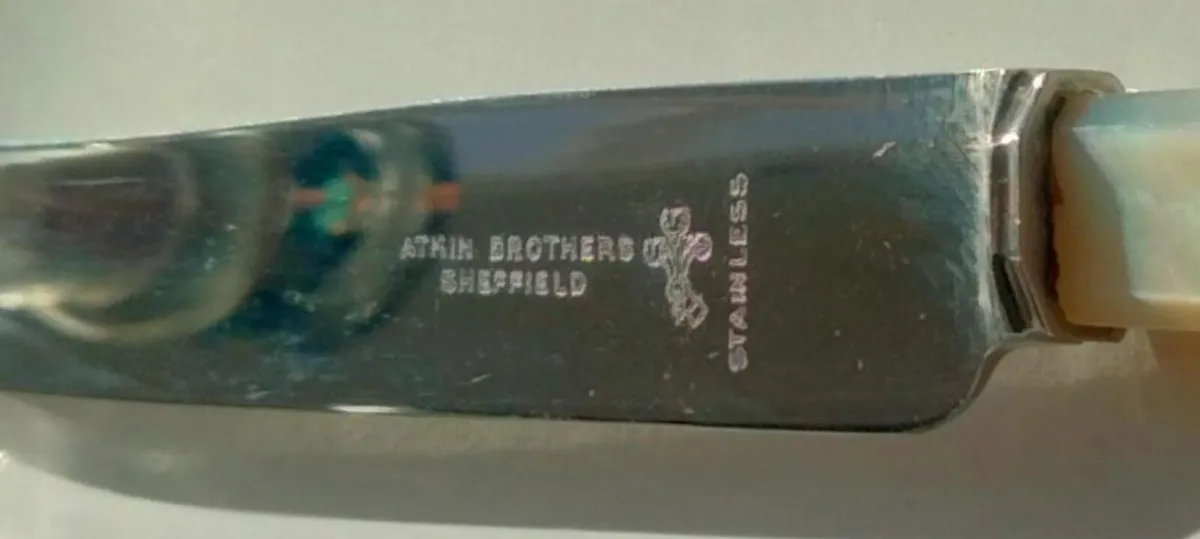 ATKIN BROTHERS
SHEFFIELD
STAINLESS